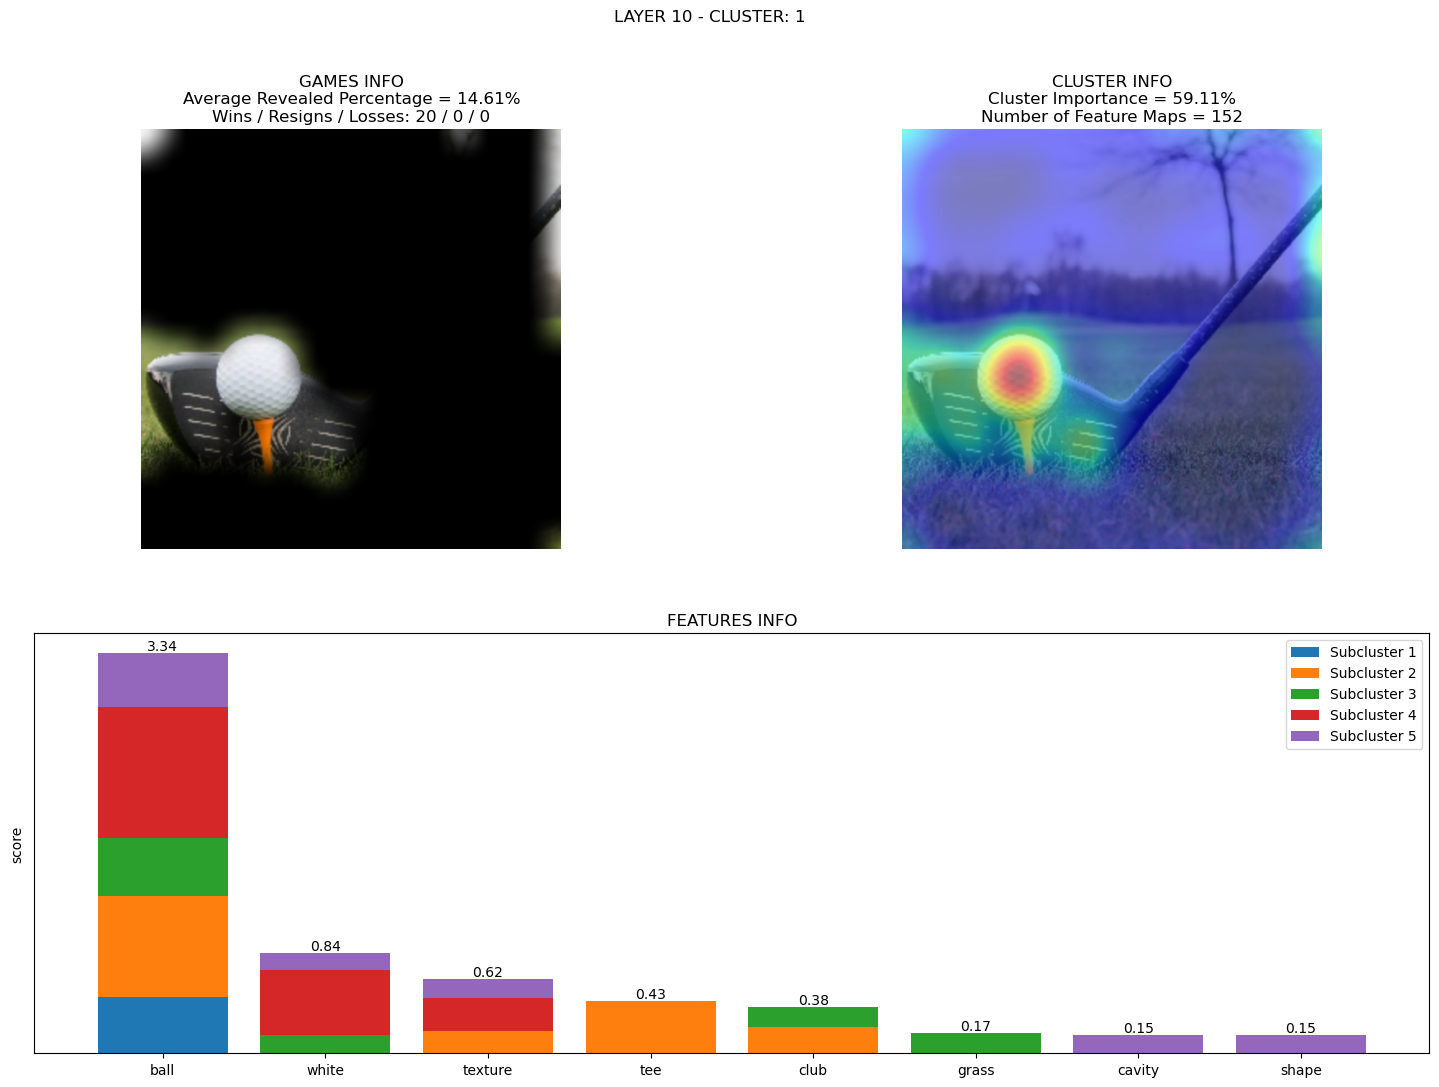 LAYER 10 - CLUSTER: 1
GAMES INFO
Average Revealed Percentage = 14.61%
Wins / Resigns / Losses: 20 / 0 / 0
CLUSTER INFO
Cluster Importance = 59.11%
Number of Feature Maps = 152
FEATURES INFO
score
3.34
0.84
0.62
0.43
0.38
0.17
0.15
0.15
Subcluster 1
Subcluster 2
Subcluster 3
Subcluster 4
Subcluster 5
ball
white
texture
tee
club
grass
cavity
shape